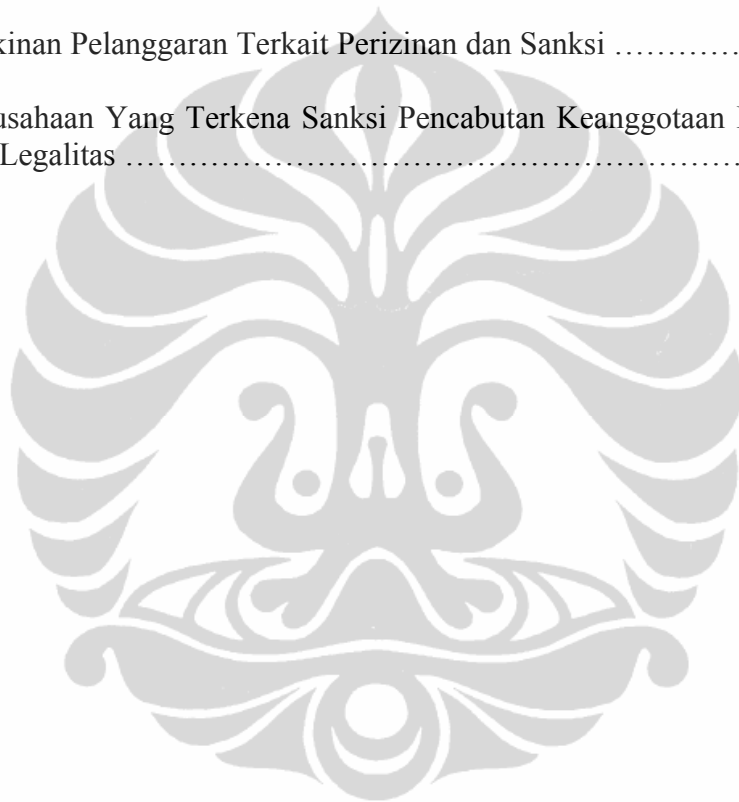 kinan Pelanggaran Terkait Perizinan dan Sanksi …………
usahaan Yang Terkena Sanksi Pencabutan Keanggotaan
Legalitas …………………………………………………………